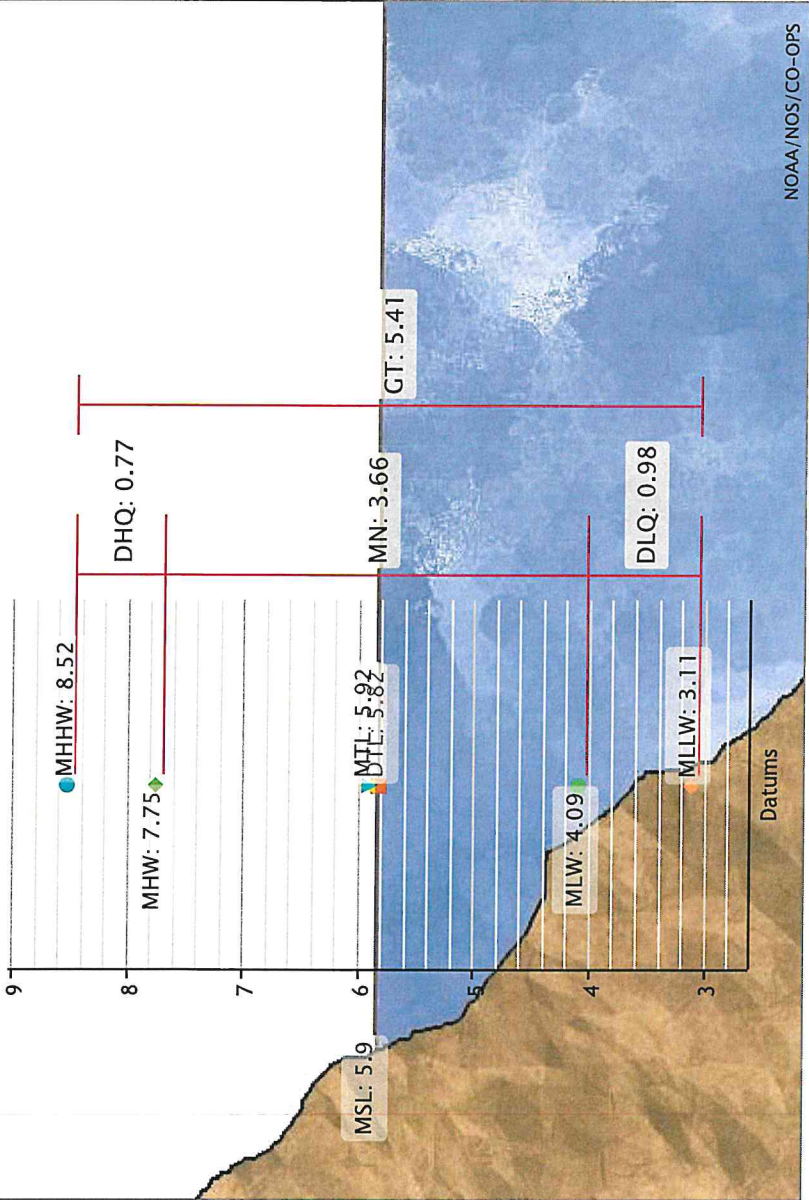 9
8
7
6
5
4
3
MHHW: 8.52
DHQ: 0.77
MHW: 7.75
GT: 5.41
MN: 3.66
MTL: 5.92
DTL: 5.82
MSL: 5.9
MLW: 4.09
DLQ: 0.98
MLLW: 3.11
Datums
NOAA/NOS/CO-OPS